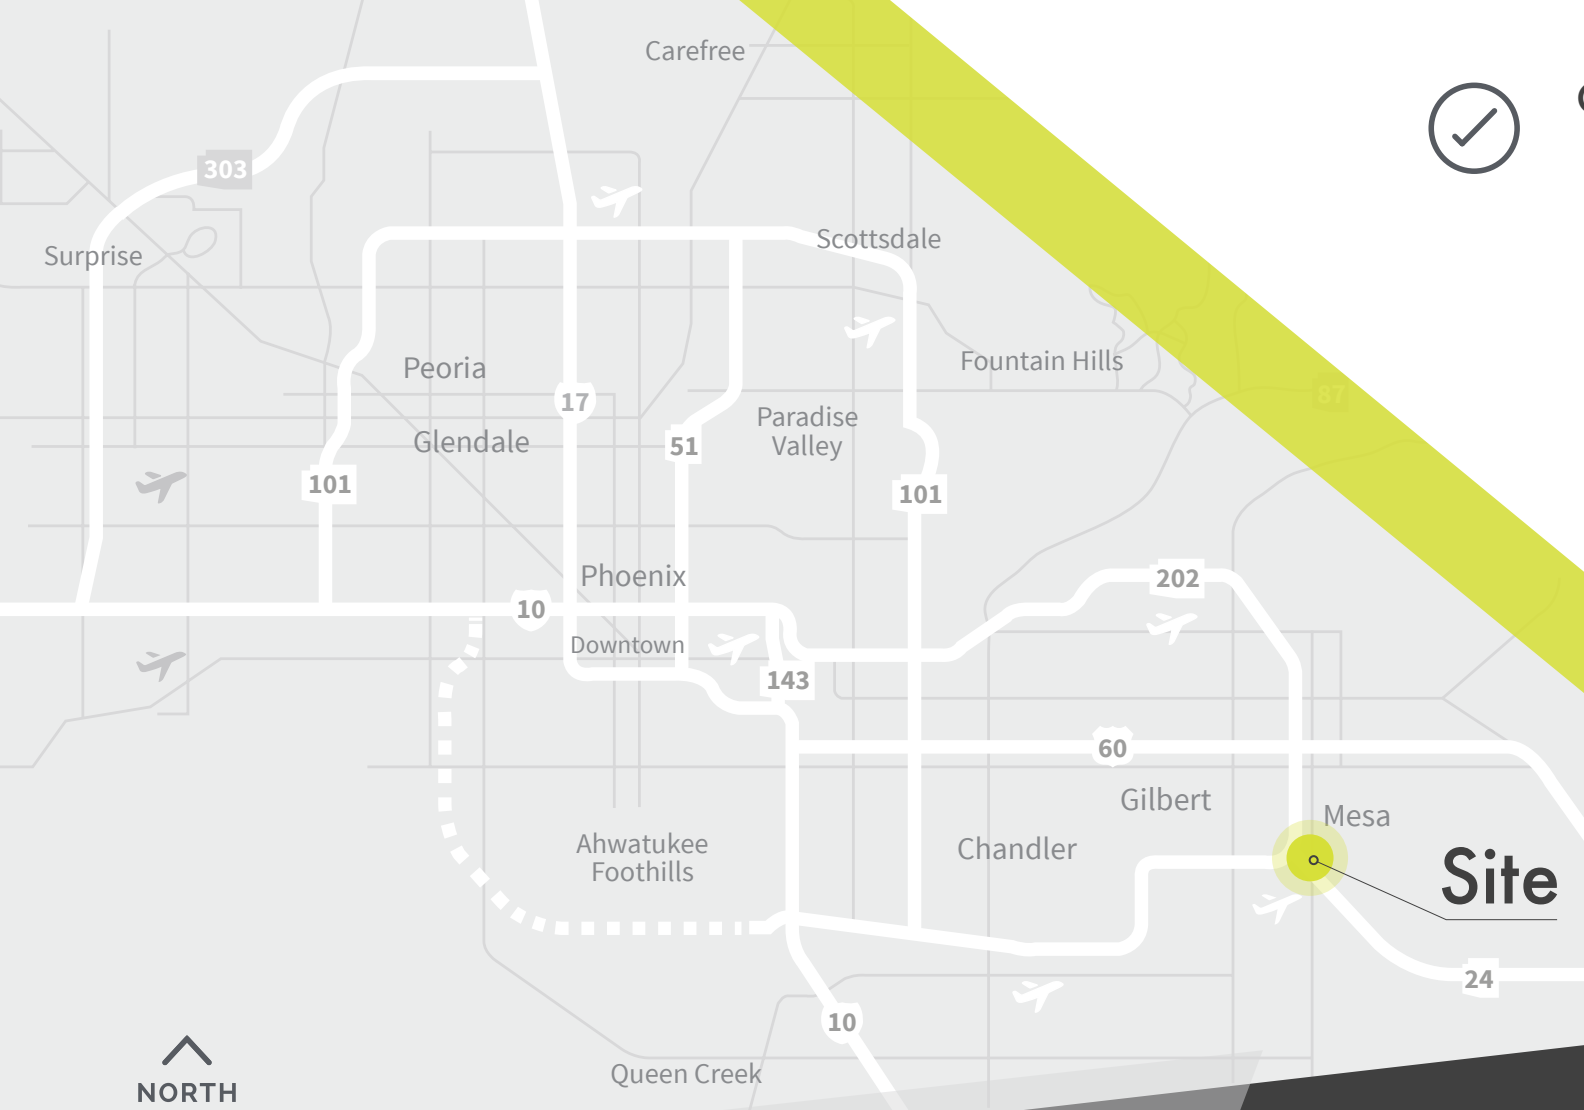 Carefree
303
Surprise
Scottsdale
Fountain Hills
Peoria
17
87
Paradise
Valley
Glendale
51
101
101
Phoenix
202
10
Downtown
143
60
Gilbert
Mesa
Ahwatukee
Foothills
Chandler
Site
24
10
Queen Creek
NORTH